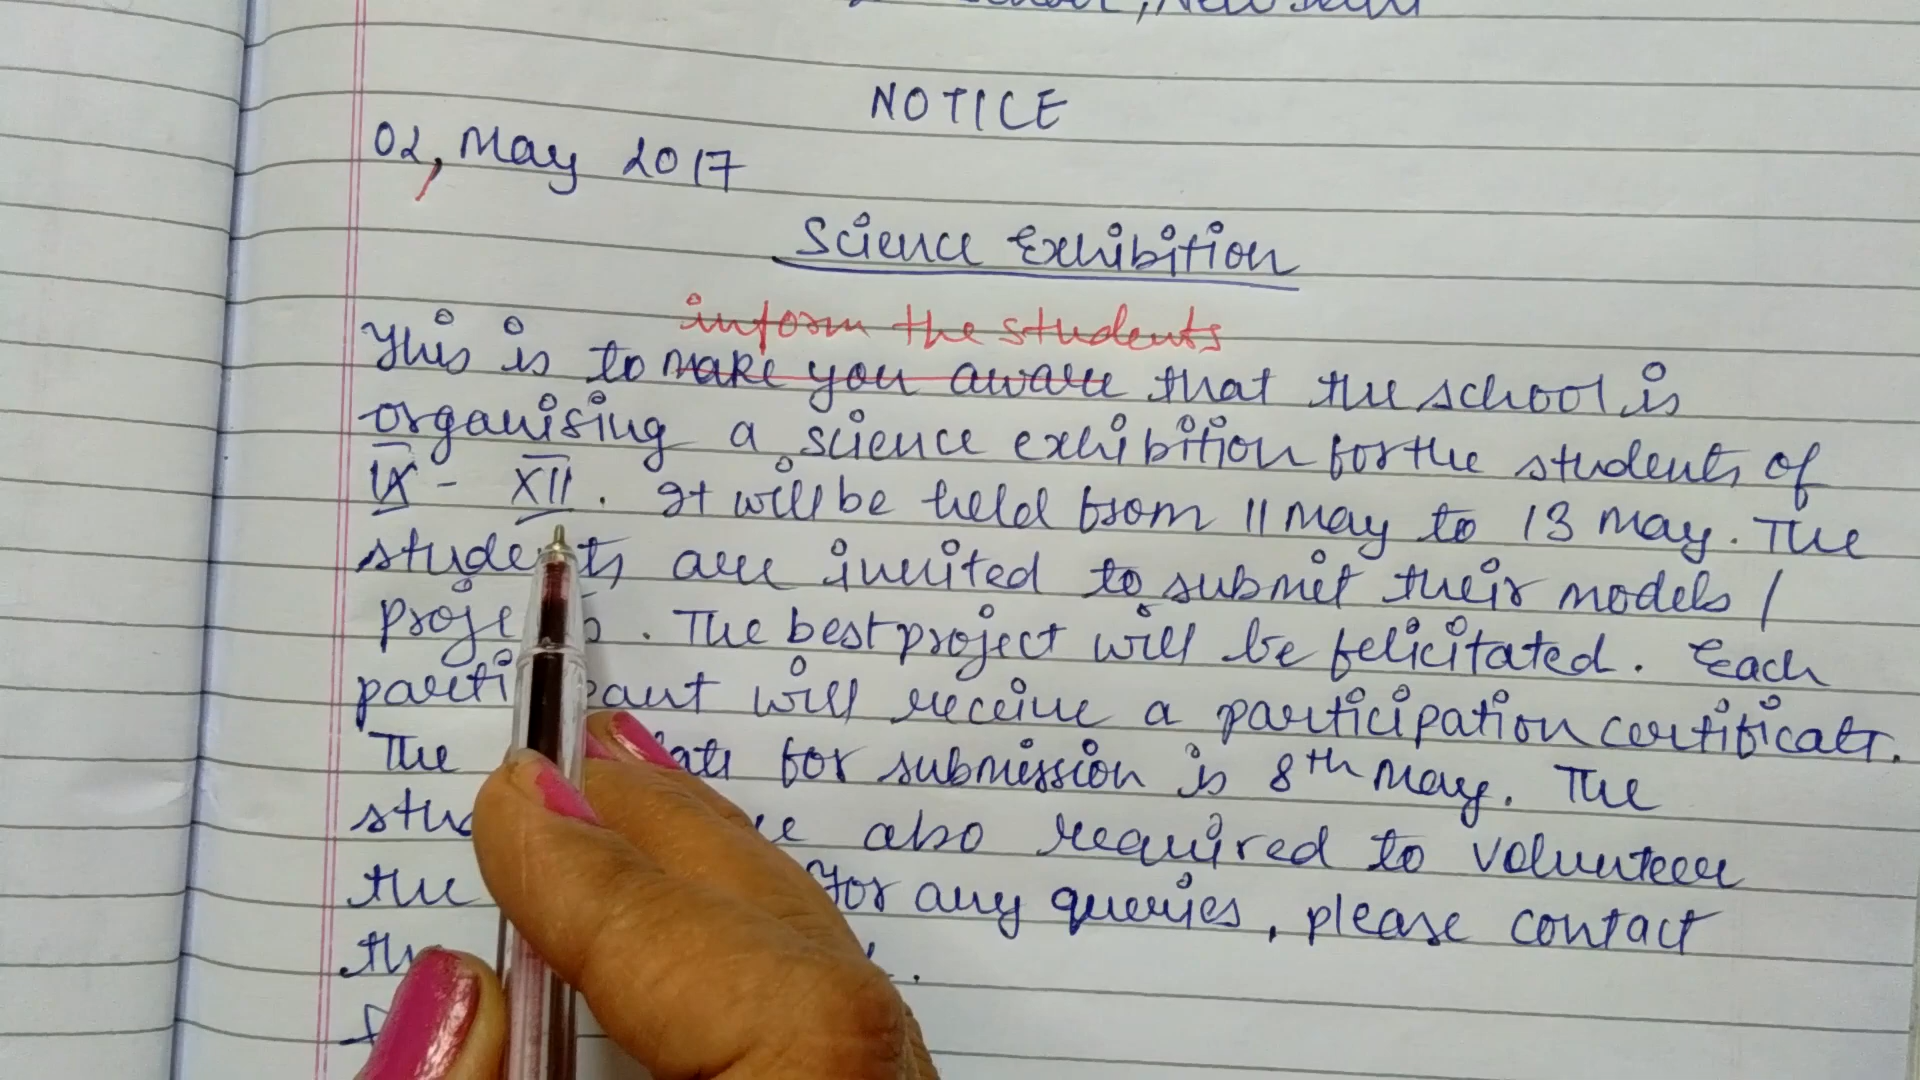 New Delhi
NOTICE
02, May 2017
Science Exhibition
inform the students
This is to make you aware that the school is
organising a science exhibition for the students of
IX - XII. It will be held from 11 May to 13 May. The
students are invited to submit their models /
. The best project will be felicitated. Each
will receive a participation certificate.
The for submission is 8th May. The
also required to volunteer
the For any queries, please contact